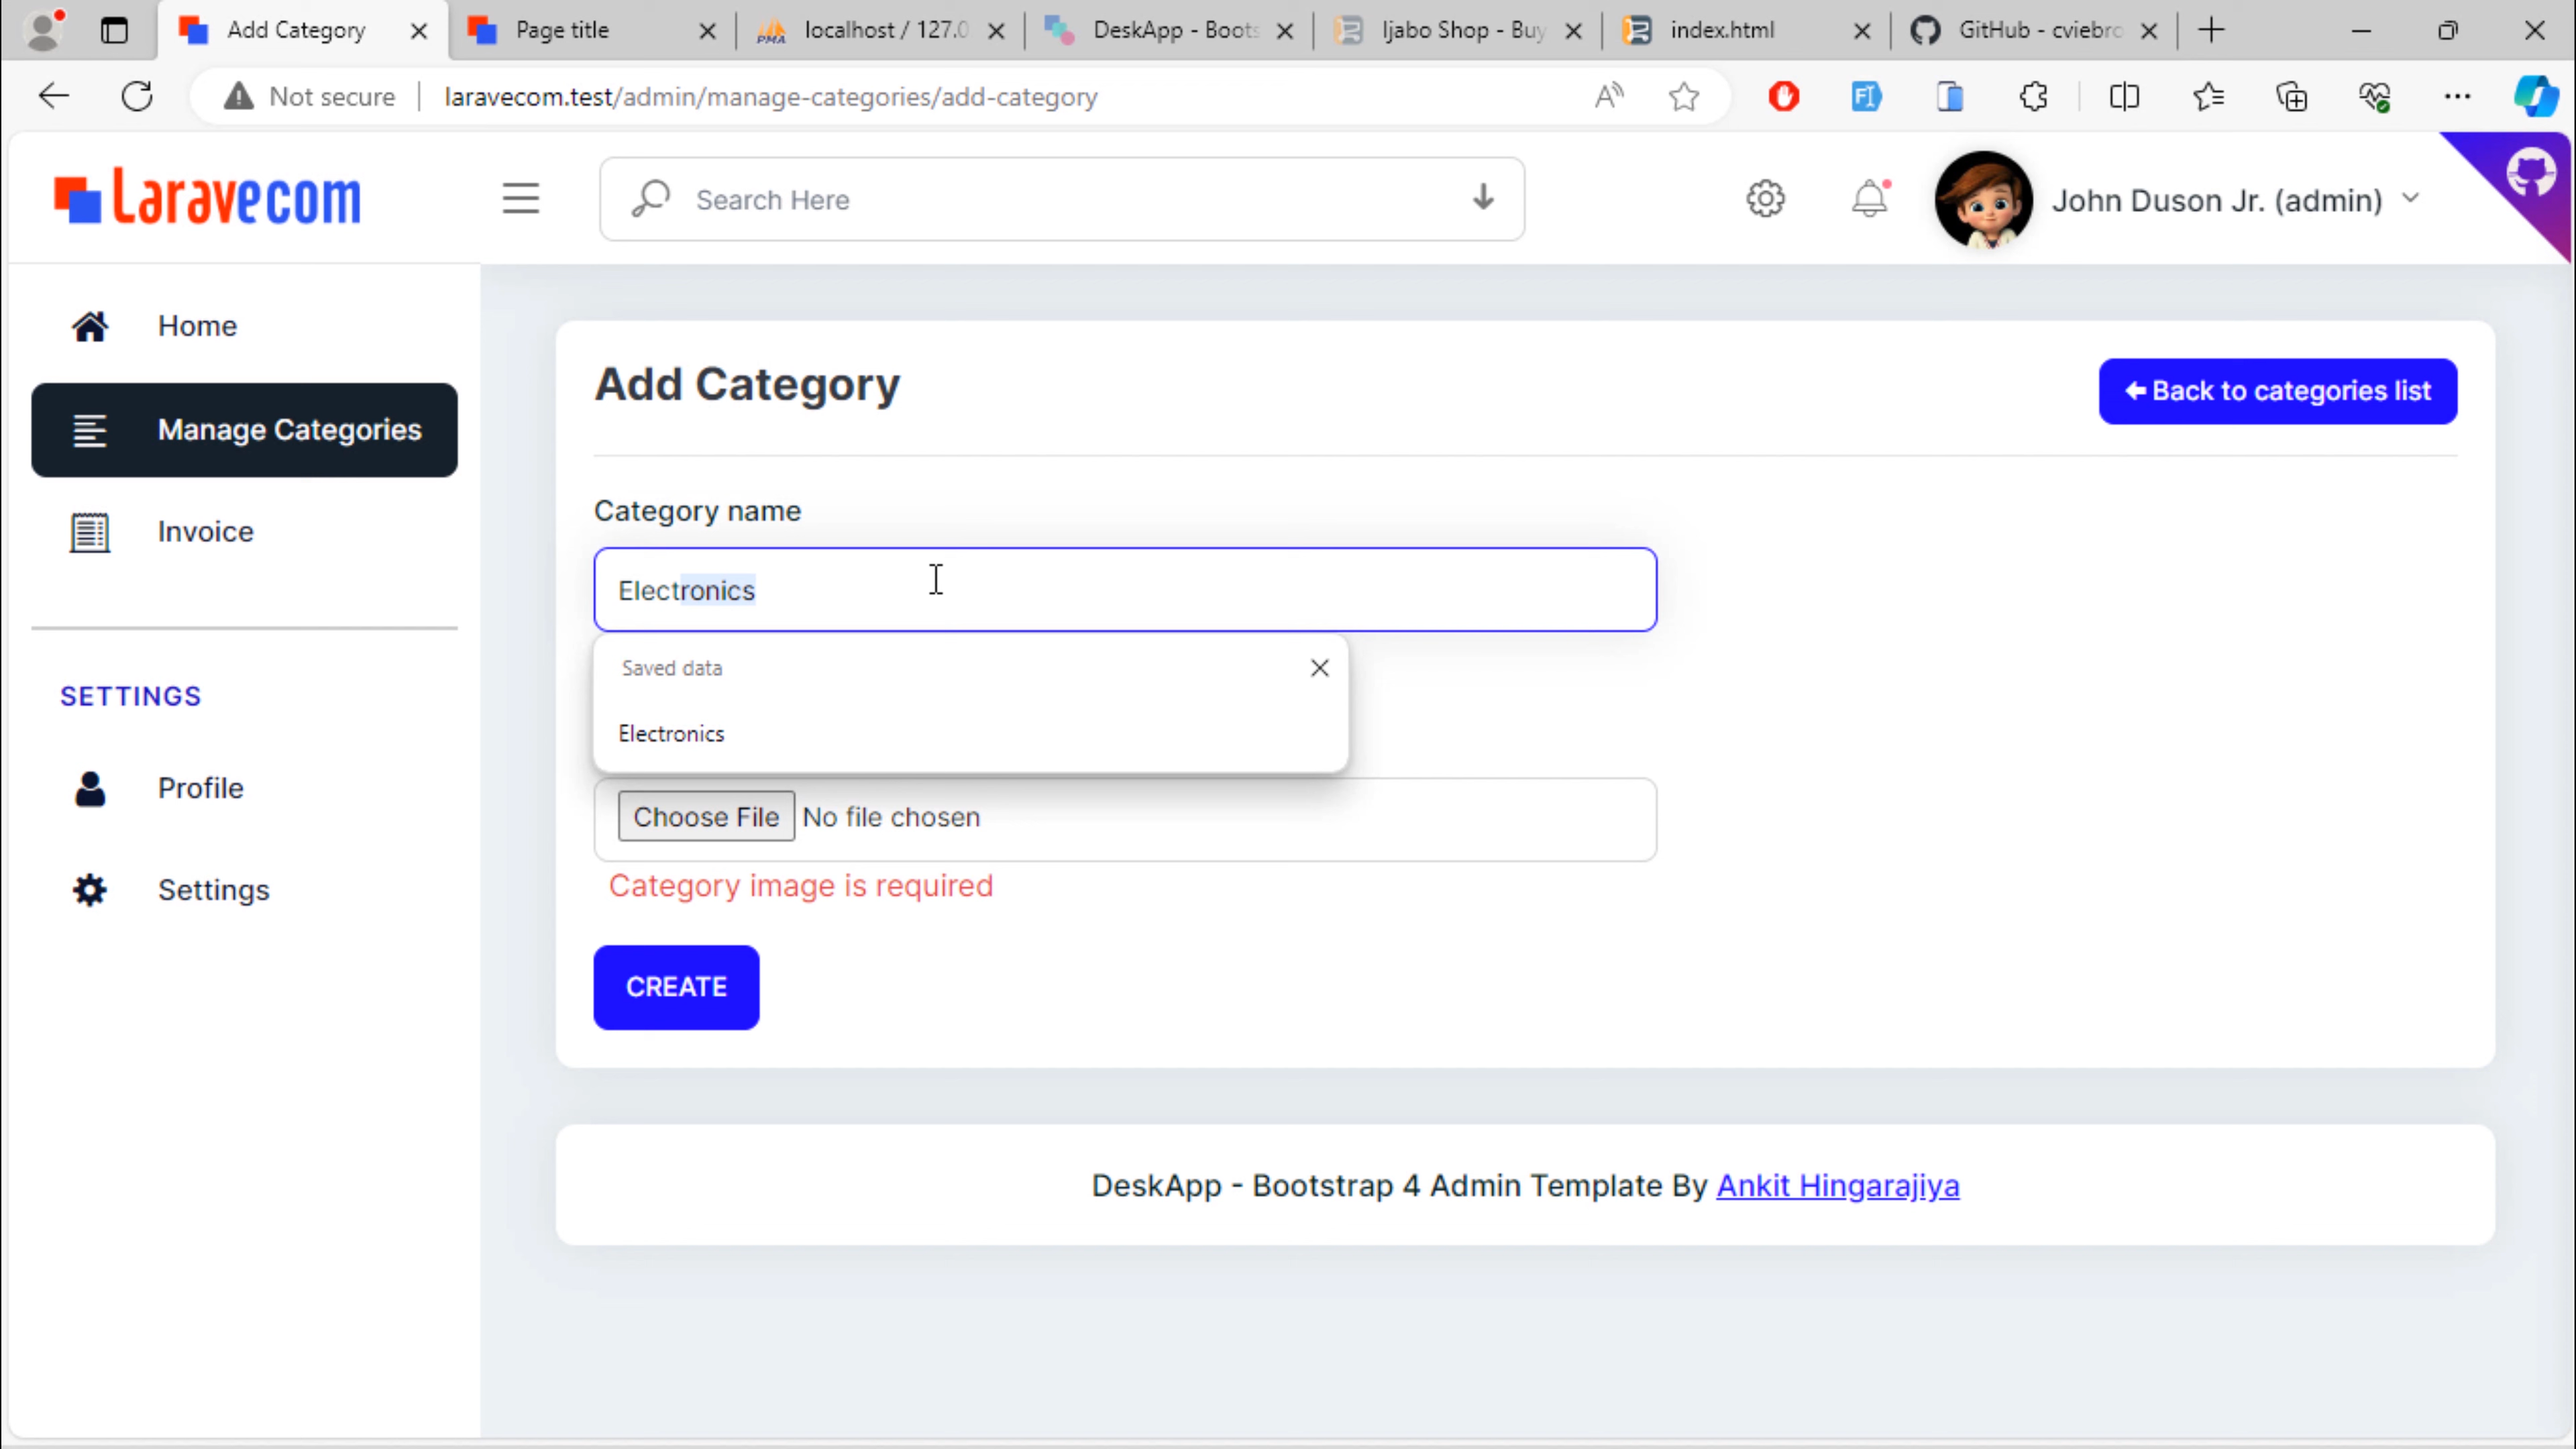 Add Category
Page title
PMA
localhost / 127.0
DeskApp - Boots
Ijabo Shop - Buy
index.html
GitHub - cviebro
Not secure
laravecom.test/admin/manage-categories/add-category
Laravecom
Search Here
John Duson Jr. (admin)
Home
Manage Categories
Invoice
SETTINGS
Profile
Settings
Add Category
Back to categories list
Category name
Electronics
Saved data
Electronics
Choose File No file chosen
Category image is required
CREATE
DeskApp - Bootstrap 4 Admin Template By Ankit Hingarajiya